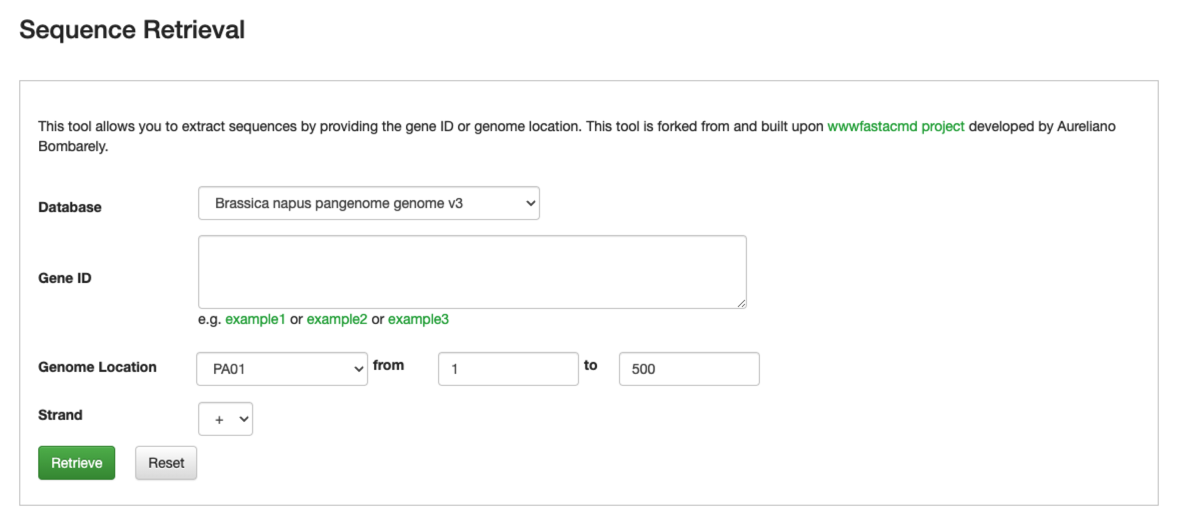 Sequence Retrieval
This tool allows you to extract sequences by providing the gene ID or genome location. This tool is forked from and built upon wwwfastacmd project developed by Aureliano
Bombarely.
Database Brassica napus pangenome genome v3
Gene ID
e.g. example1 or example2 or example3
Genome Location PA01 from 1 to 500
Strand +
Retrieve Reset